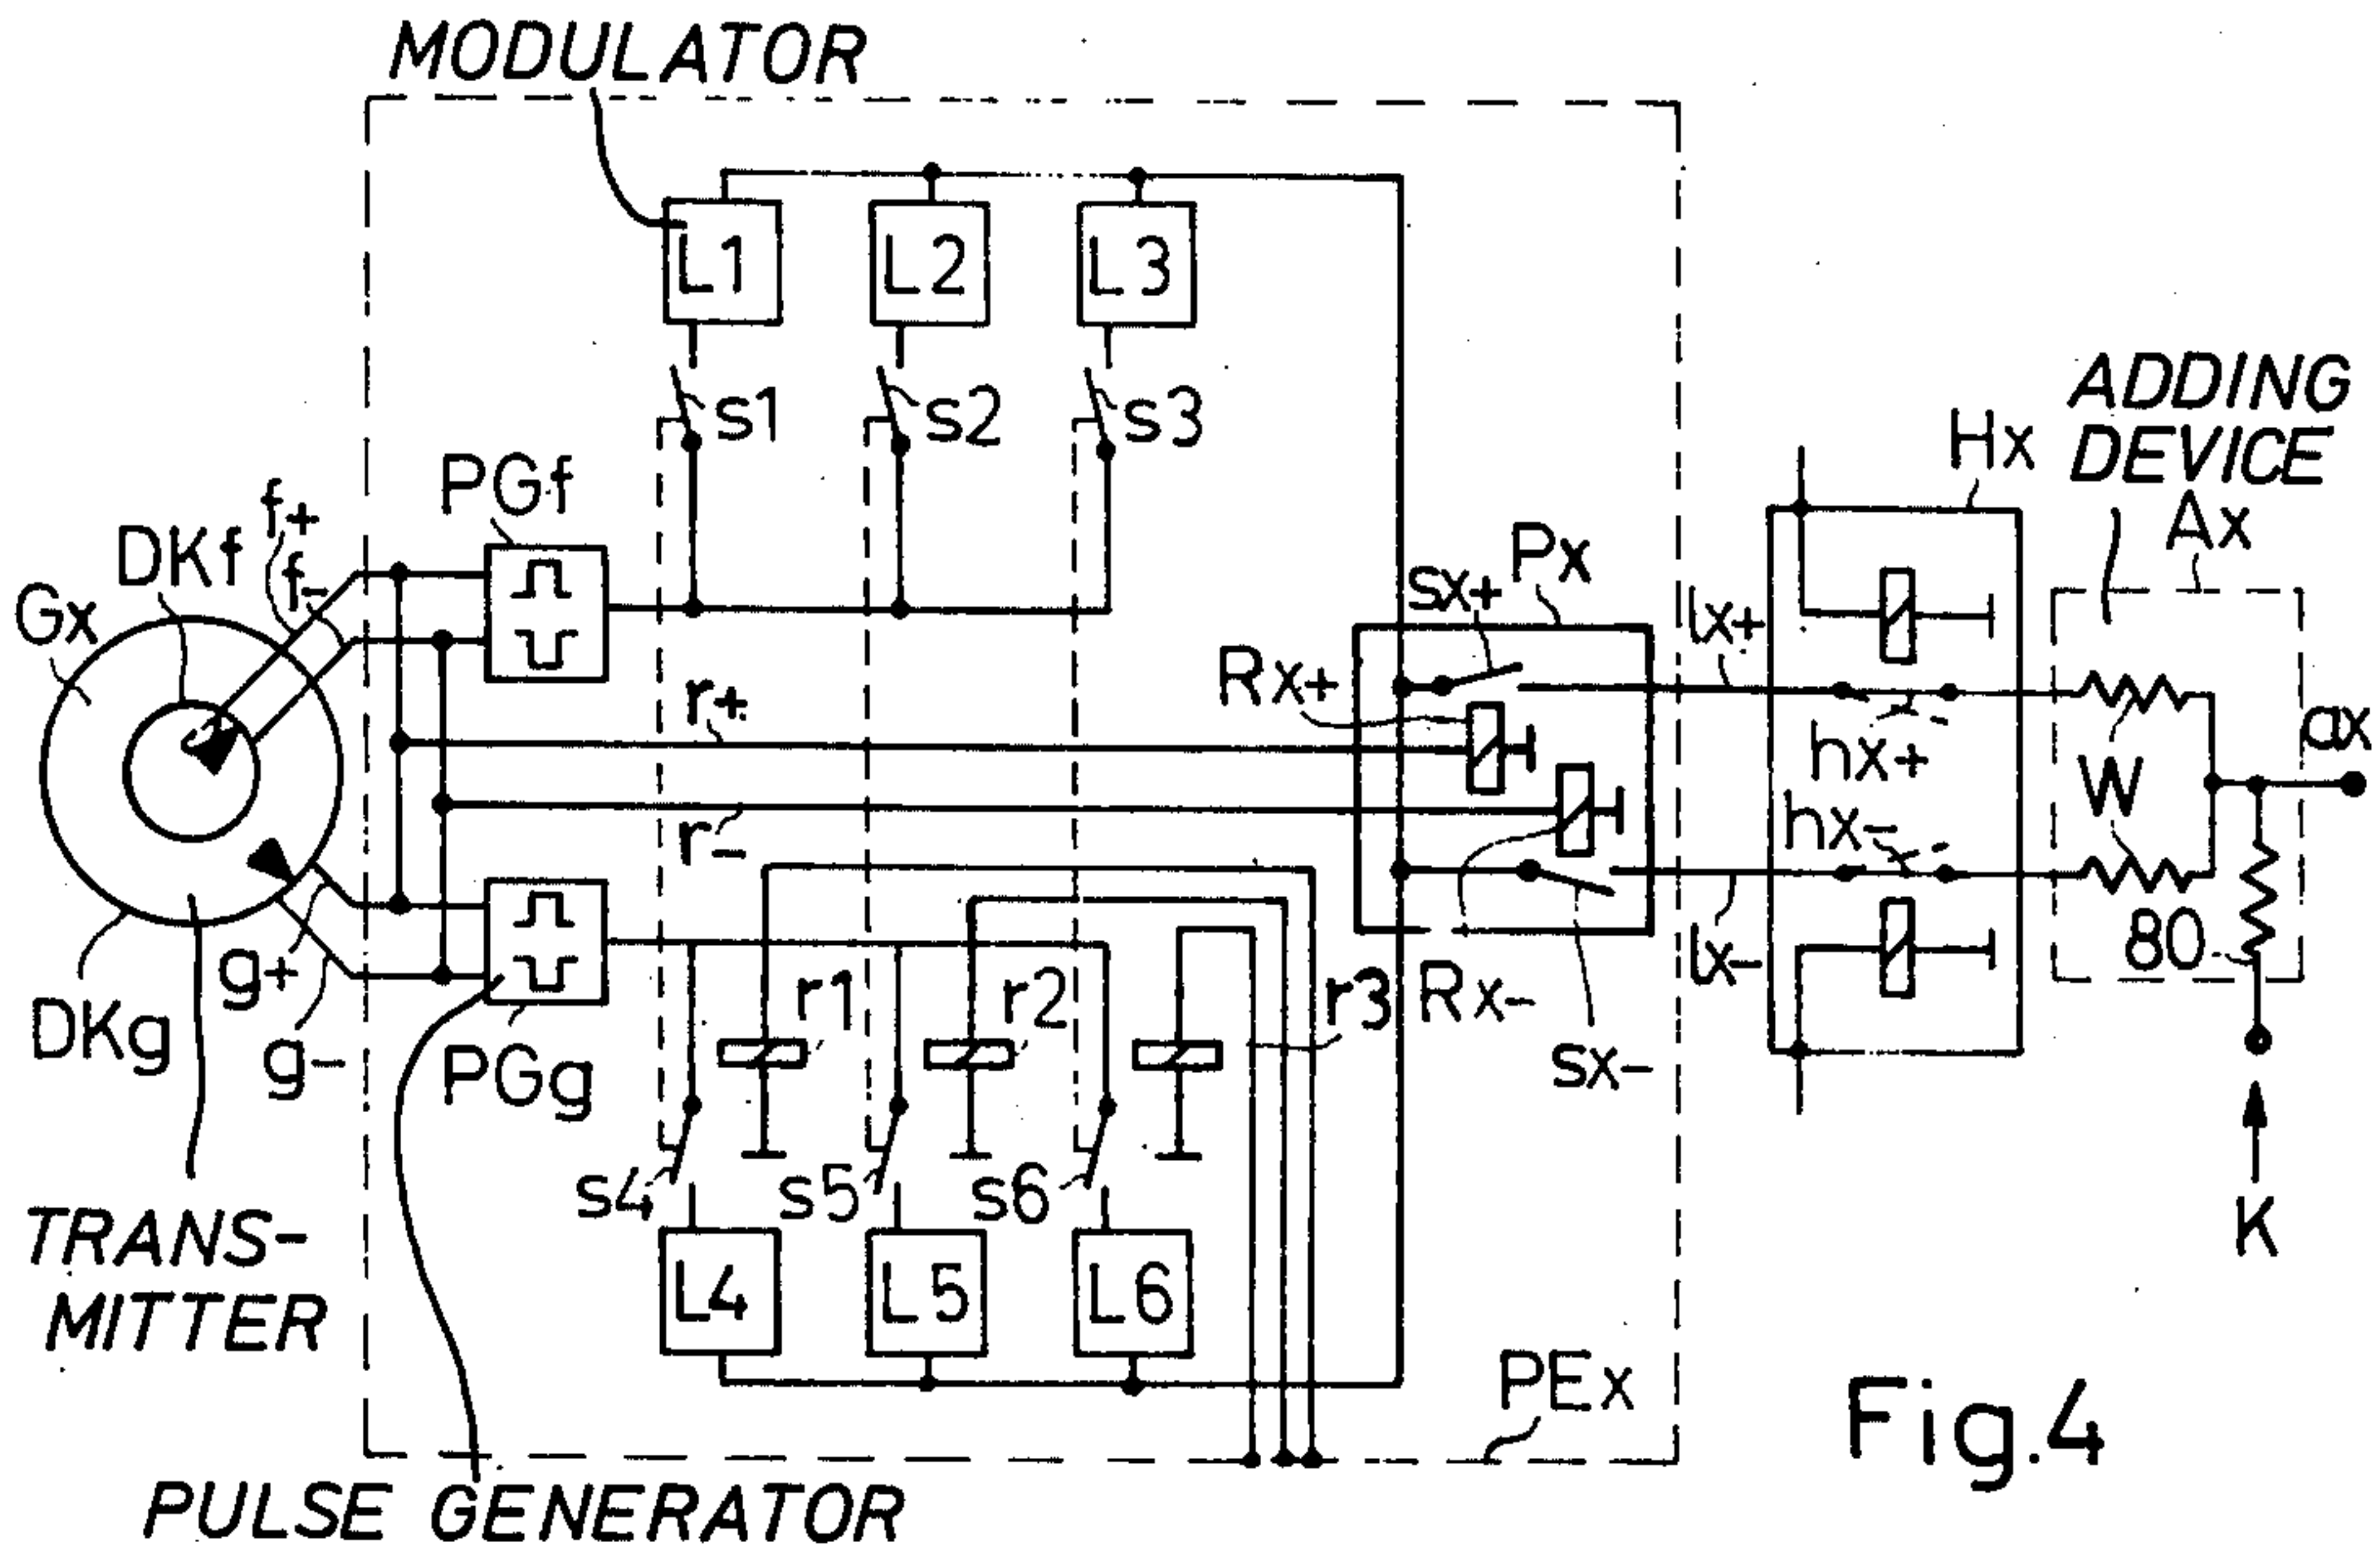 MODULATOR
L1 L2 L3
s1 s2 s3
ADDING
DEVICE
Hx
Ax
PGf
f+
f-
DKf
Gx
Px
sx+
lx+
Rx+
r+
hx+
ax
W
hx-
r-
80
lx-
g+
g-
DKg
PGg
r1 r2 r3
Rx-
sx-
s4 s5 s6
K
TRANS-
MITTER
L4 L5 L6
PEx
Fig.4
PULSE GENERATOR